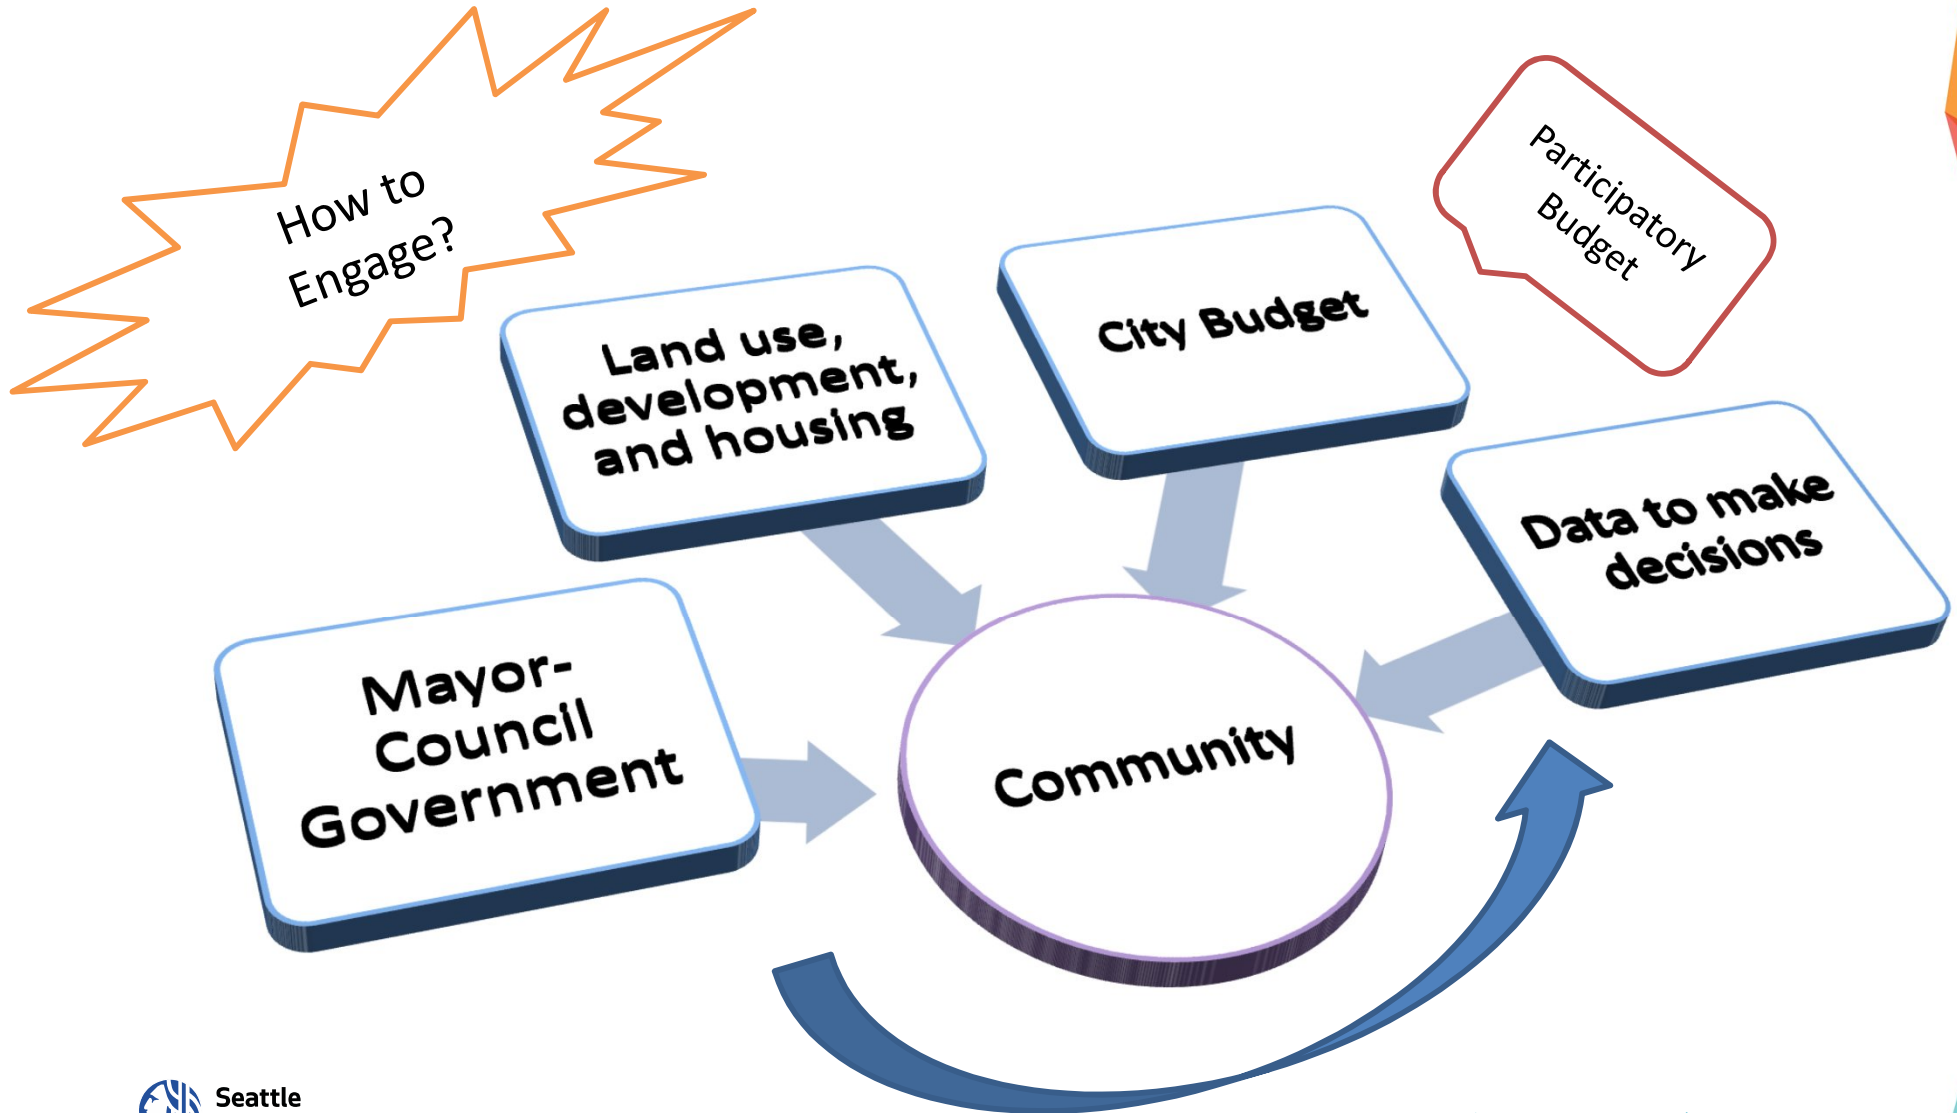 How to
Engage?
Participatory
Budget
Land use,
development,
and housing
City Budget
Data to make
decisions
Mayor-
Council
Government
Community
Seattle